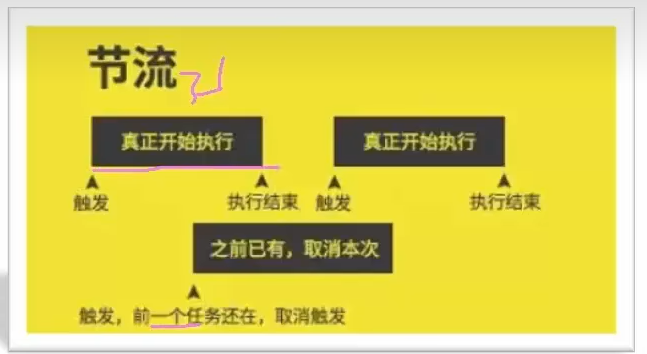 节流
真正开始执行 真正开始执行
触发 执行结束 触发 执行结束
之前已有，取消本次
触发，前一个任务还在，取消触发